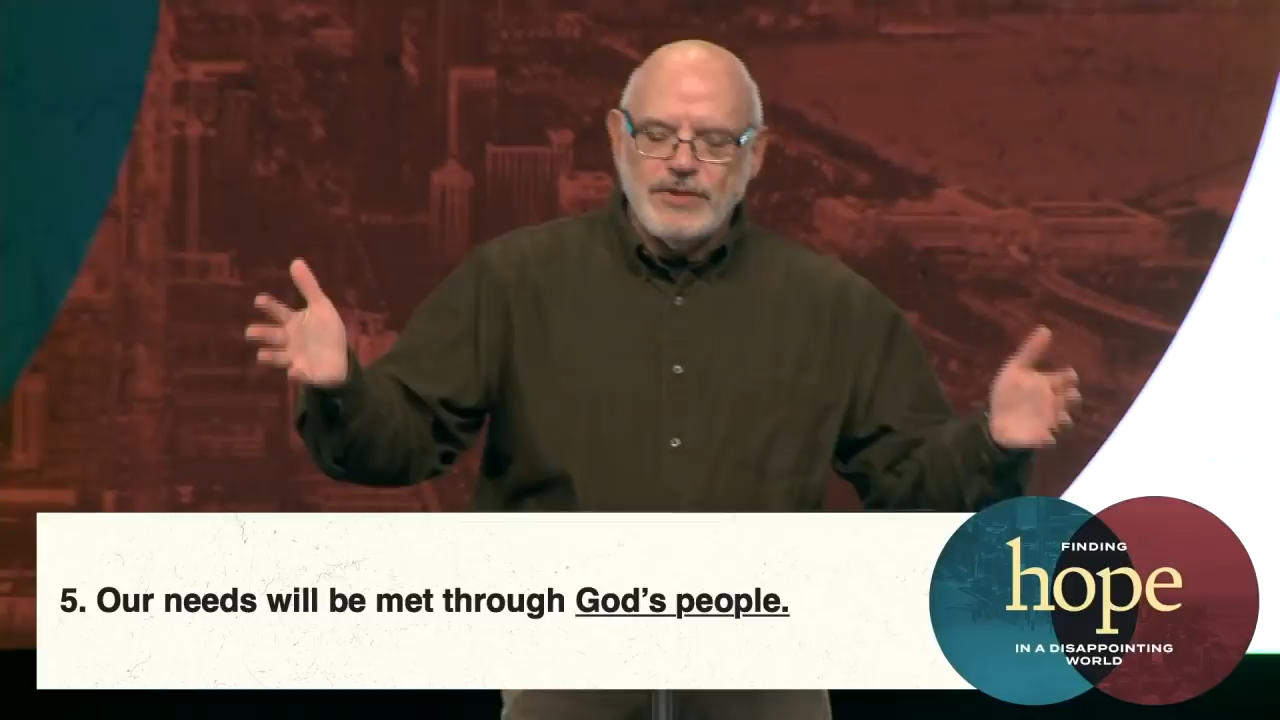 5. Our needs will be met through God's people.
FINDING
hope
IN A DISAPPOINTING
WORLD